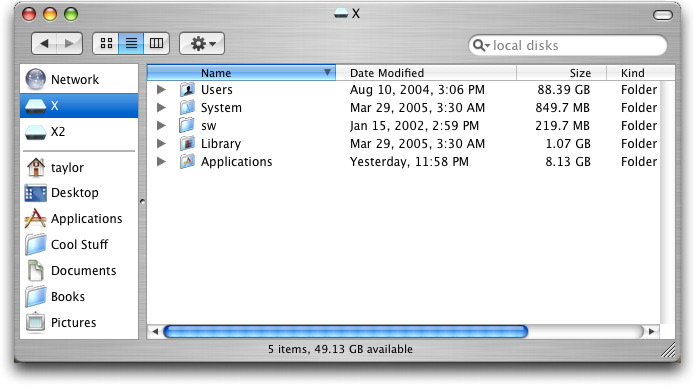 X
local disks
Name Date Modified Size Kind
Network
X
X2
taylor
Desktop
Applications
Cool Stuff
Documents
Books
Pictures
Users Aug 10, 2004, 3:06 PM 88.39 GB Folder
System Mar 29, 2005, 3:30 AM 849.7 MB Folder
sw Jan 15, 2002, 2:59 PM 219.7 MB Folder
Library Mar 29, 2005, 3:30 AM 1.07 GB Folder
Applications Yesterday, 11:58 PM 8.13 GB Folder
5 items, 49.13 GB available